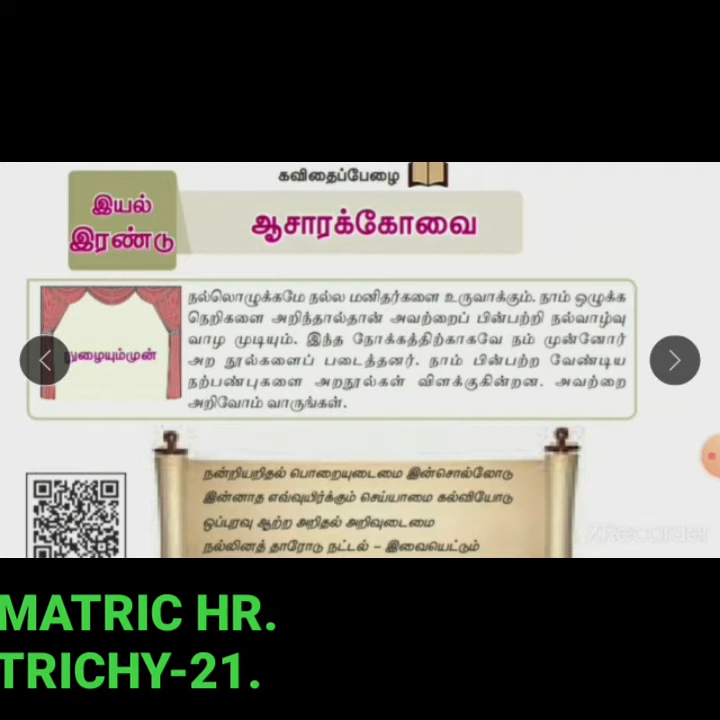 கவிதைப்பேழை
இயல்
இரண்டு
ஆசாரக்கோவை
நல்லொழுக்கமே நல்ல மனிதர்களை உருவாக்கும். நாம் ஒழுக்க
நெறிகளை அறிந்தால்தான் அவற்றைப் பின்பற்றி நல்வாழ்வு
வாழ முடியும். இந்த நோக்கத்திற்காகவே நம் முன்னோர்
அற நூல்களைப் படைத்தனர். நாம் பின்பற்ற வேண்டிய
நற்பண்புகளை அறநூல்கள் விளக்குகின்றன. அவற்றை
அறிவோம் வாருங்கள்.
நுழையும்முன்
நன்றியறிதல் பொறையுடைமை இன்சொல்லோடு
இன்னாத எவ்வுயிர்க்கும் செய்யாமை கல்வியோடு
ஒப்புரவு ஆற்ற அறிதல் அறிவுடைமை
நல்லினத் தாரோடு நட்டல் – இவையெட்டும்
XRecorder
MATRIC HR.
TRICHY-21.